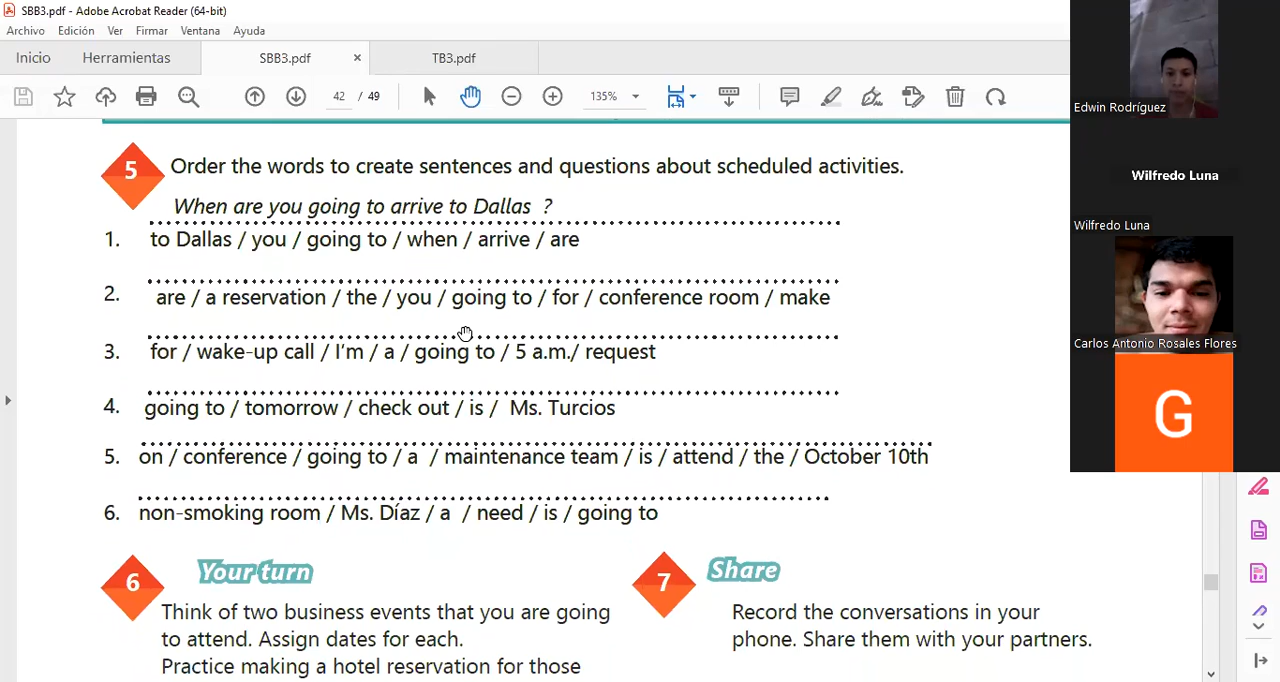 SBB3.pdf - Adobe Acrobat Reader (64-bit)
Archivo Edición Ver Firmar Ventana Ayuda
Inicio Herramientas SBB3.pdf × TB3.pdf
42 / 49 135%
5 Order the words to create sentences and questions about scheduled activities.
When are you going to arrive to Dallas ?
1. to Dallas / you / going to / when / arrive / are
2. are / a reservation / the / you / going to / for / conference room / make
3. for / wake-up call / I'm / a / going to / 5 a.m./ request
4. going to / tomorrow / check out / is / Ms. Turcios
5. on / conference / going to / a / maintenance team / is / attend / the / October 10th
6. non-smoking room / Ms. Díaz / a / need / is / going to
6 Your turn
Think of two business events that you are going
to attend. Assign dates for each.
Practice making a hotel reservation for those
7 Share
Record the conversations in your
phone. Share them with your partners.
Edwin Rodríguez
Wilfredo Luna
Wilfredo Luna
Carlos Antonio Rosales Flores
G